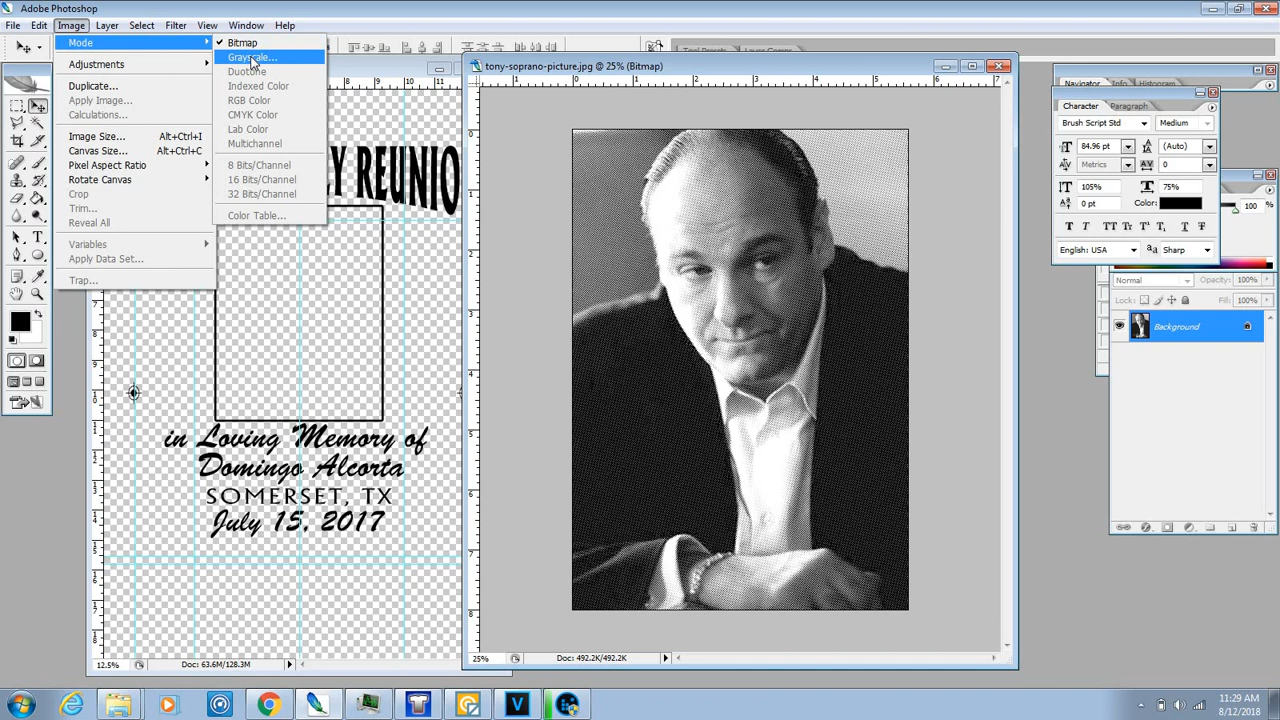 Adobe Photoshop
File Edit Image Layer Select Filter View Window Help
Mode
Adjustments
Duplicate...
Apply Image...
Calculations...
Image Size... Alt+Ctrl+I
Canvas Size... Alt+Ctrl+C
Pixel Aspect Ratio
Rotate Canvas
Crop
Trim...
Reveal All
Variables
Apply Data Set...
Trap...
Bitmap
Grayscale...
Duotone
Indexed Color
RGB Color
CMYK Color
Lab Color
Multichannel
8 Bits/Channel
16 Bits/Channel
32 Bits/Channel
Color Table...
Y REUNIO
in Loving Memory of
Domingo Alcorta
SOMERSET, TX
July 15, 2017
12.5% Doc: 63.6M/128.3M
tony-soprano-picture.jpg @ 25% (Bitmap)
25% Doc: 492.2K/492.2K
Navigator Info Histogram
Character Paragraph
Brush Script Std Medium
84.96 pt (Auto)
Metrics 0
105% 75%
0 pt Color:
T T TT Tr T¹ T₁ T T
English: USA aa Sharp
100
Normal Opacity: 100%
Lock: Fill: 100%
Background
11:29 AM
8/12/2018